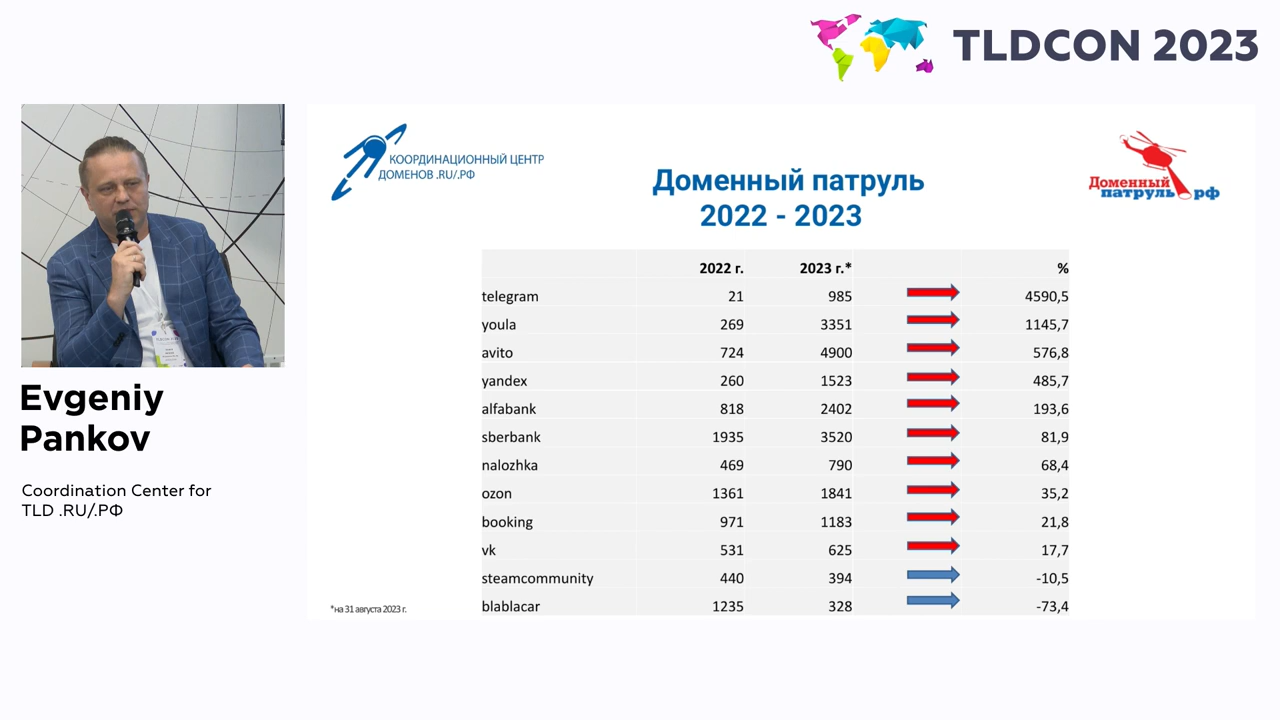 TLDCON 2023
КООРДИНАЦИОННЫЙ ЦЕНТР
ДОМЕНОВ .RU/.РФ
Доменный патруль
2022 - 2023
Доменный
патруль рф
2022 г. 2023 г.* %
telegram 21 985 4590,5
youla 269 3351 1145,7
avito 724 4900 576,8
yandex 260 1523 485,7
alfabank 818 2402 193,6
sberbank 1935 3520 81,9
nalozhka 469 790 68,4
ozon 1361 1841 35,2
booking 971 1183 21,8
vk 531 625 17,7
steamcommunity 440 394 -10,5
blablacar 1235 328 -73,4
*на 31 августа 2023 г.
Evgeniy
Pankov
Coordination Center for
TLD .RU/.РФ